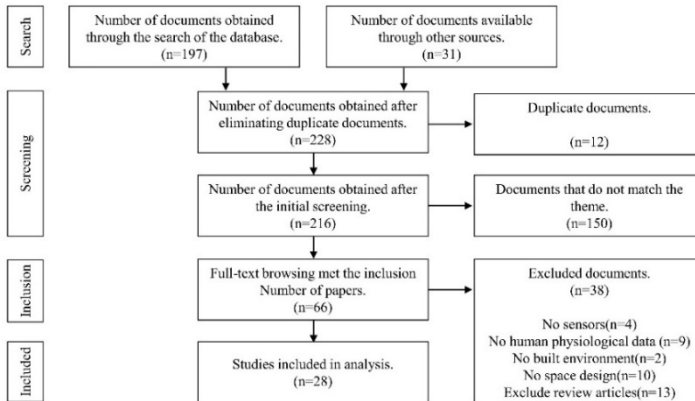 Search
Number of documents obtained
through the search of the database.
(n=197)
Number of documents available
through other sources.
(n=31)
Screening
Number of documents obtained after
eliminating duplicate documents.
(n=228)
Duplicate documents.
(n=12)
Number of documents obtained after
the initial screening.
(n=216)
Documents that do not match the
theme.
(n=150)
Inclusion
Full-text browsing met the inclusion
Number of papers.
(n=66)
Excluded documents.
(n=38)
No sensors(n=4)
No human physiological data (n=9)
No built environment(n=2)
No space design(n=10)
Exclude review articles(n=13)
Included
Studies included in analysis.
(n=28)